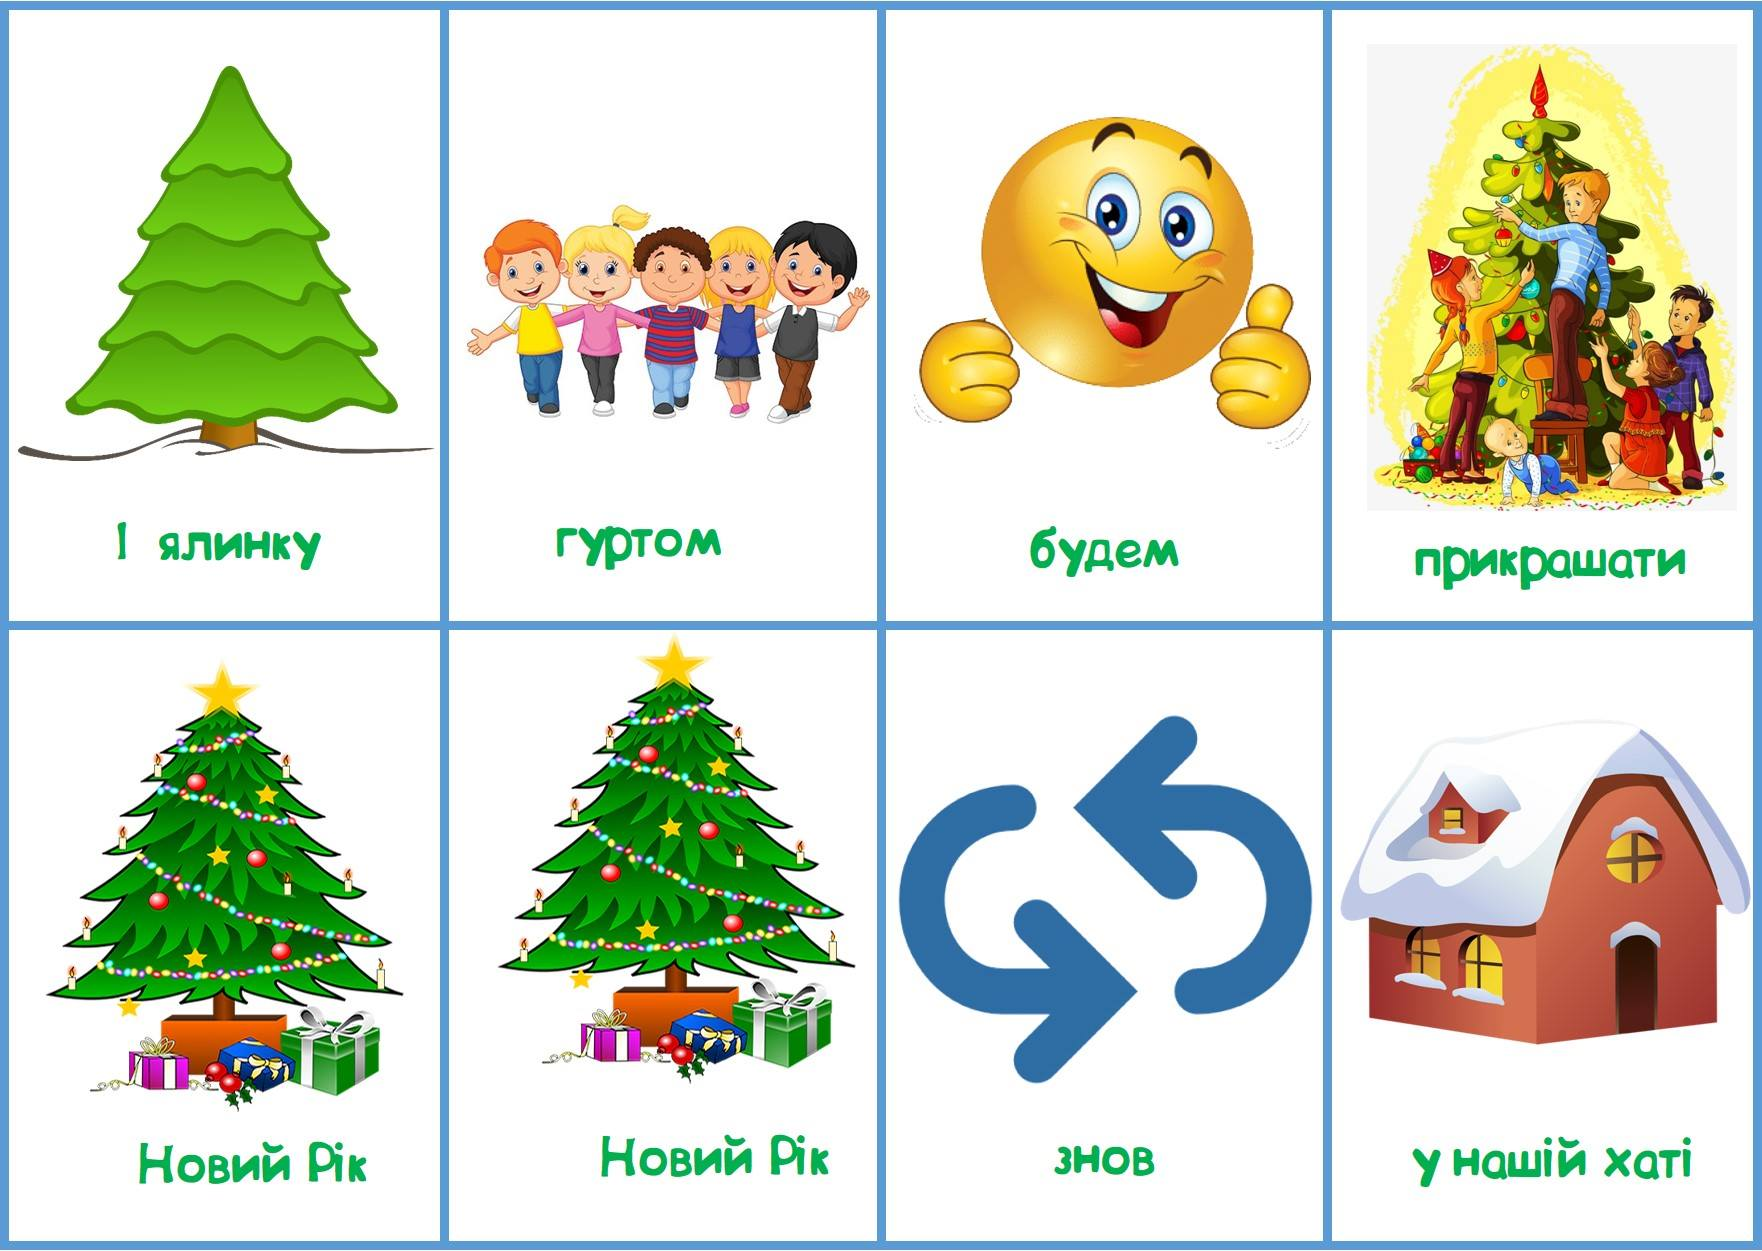 І ялинку
гуртом
будем
прикрашати
Новий Рік
Новий Рік
знов
у нашій хаті